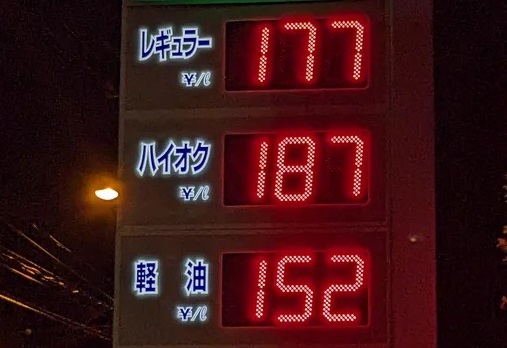 レギュラー 177
¥/ℓ
ハイオク 187
¥/ℓ
軽油 152
¥/ℓ